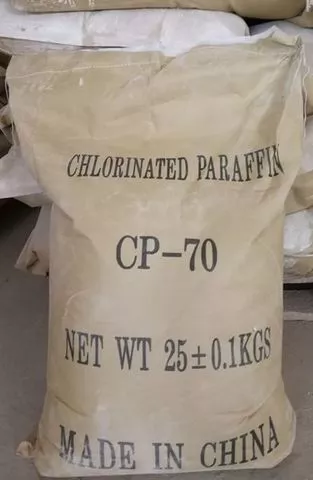 CHLORINATED PARAFFIN
CP-70
NET WT 25±0.1KGS
MADE IN CHINA